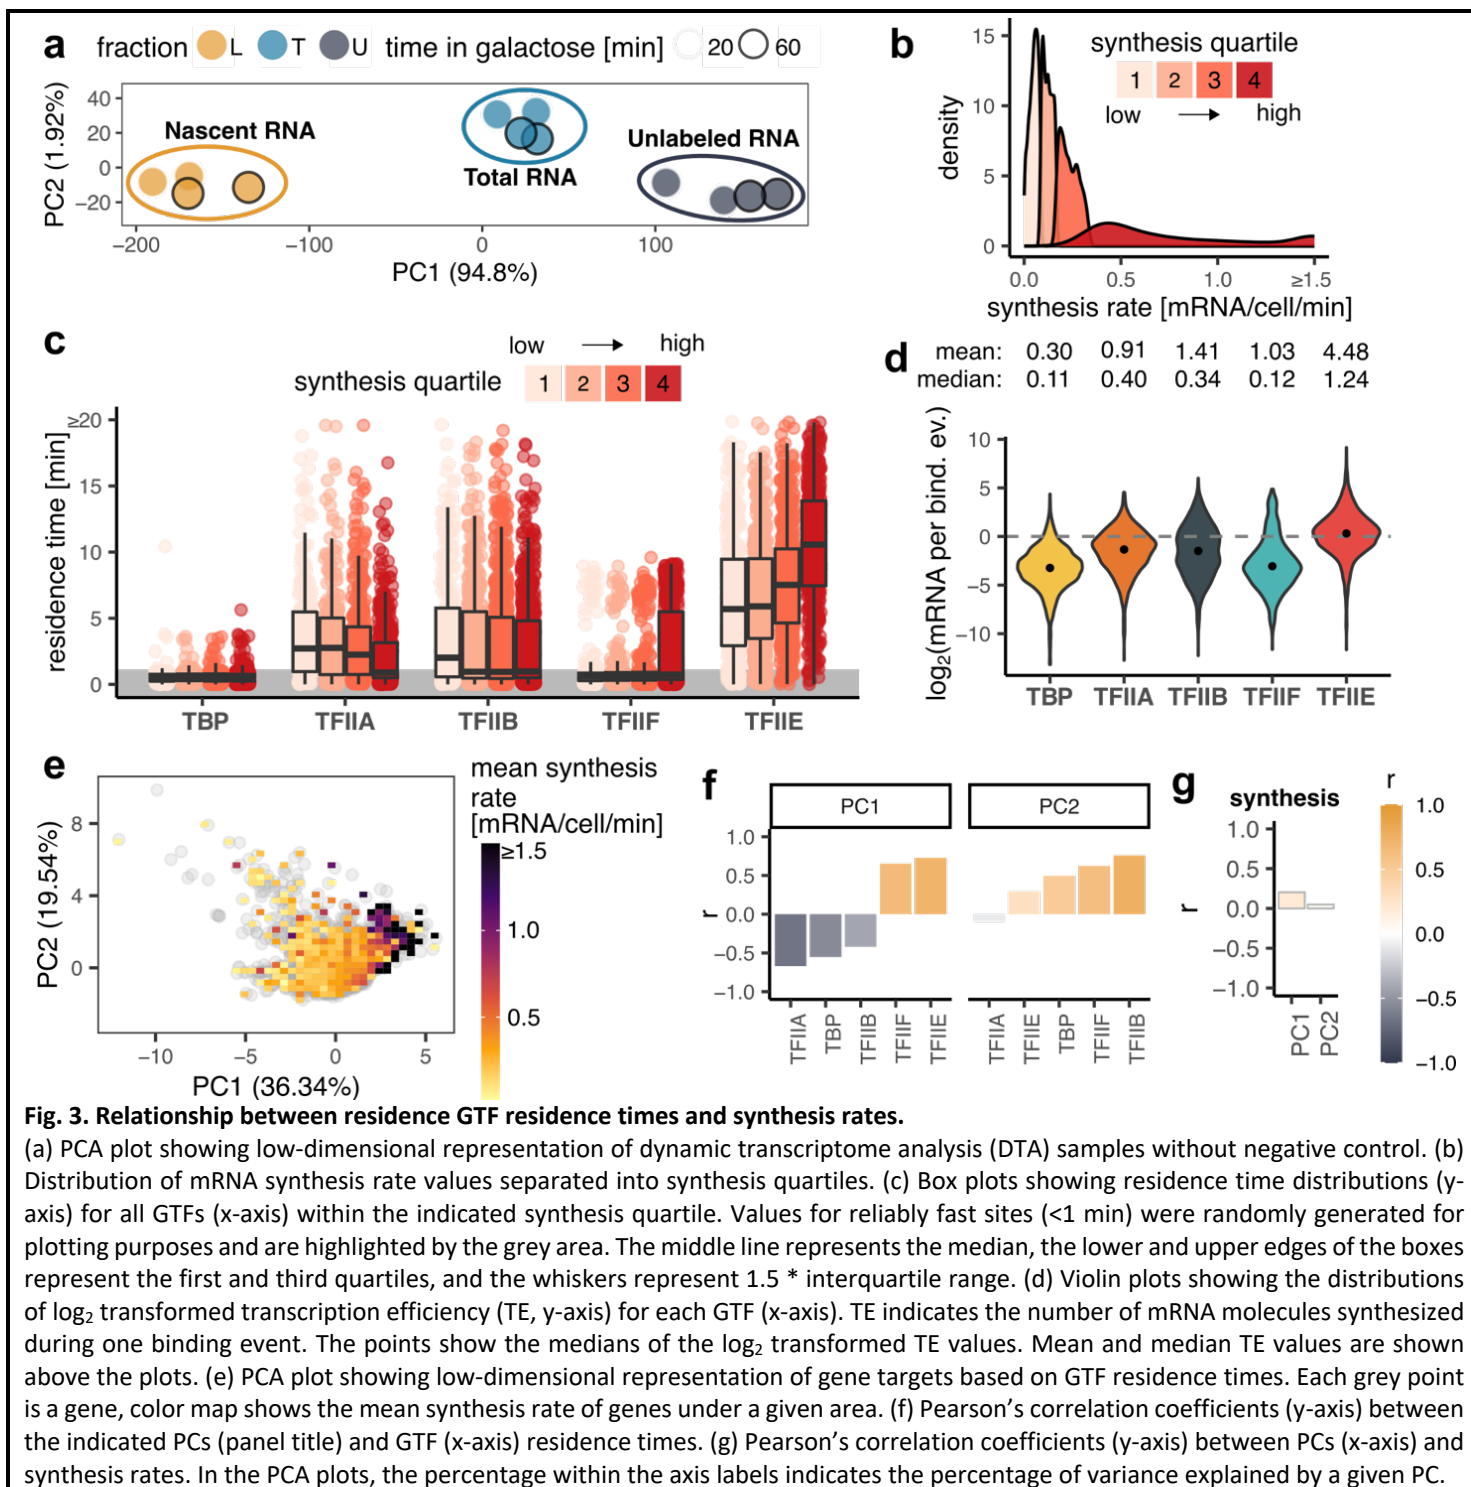 a fraction L T U time in galactose [min] 20 60
PC2 (1.92%)
40
20
0
−20
Nascent RNA
Total RNA
Unlabeled RNA
−200 −100 0 100
PC1 (94.8%)
b
synthesis quartile
1 2 3 4
low → high
density
15
10
5
0
0.0 0.5 1.0 ≥1.5
synthesis rate [mRNA/cell/min]
c
low → high
synthesis quartile 1 2 3 4
residence time [min]
≥20
15
10
5
0
TBP TFIIA TFIIB TFIIF TFIIE
d
mean: 0.30 0.91 1.41 1.03 4.48
median: 0.11 0.40 0.34 0.12 1.24
log2(mRNA per bind. ev.)
10
5
0
−5
−10
TBP TFIIA TFIIB TFIIF TFIIE
e
PC2 (19.54%)
8
4
0
−10 −5 0 5
PC1 (36.34%)
mean synthesis
rate
[mRNA/cell/min]
≥1.5
1.0
0.5
f
PC1 PC2
r
1.0
0.5
0.0
−0.5
−1.0
TFIIA TBP TFIIB TFIIF TFIIE
TFIIA TFIIE TBP TFIIF TFIIB
g
synthesis
r
1.0
0.5
0.0
−0.5
−1.0
PC1 PC2
r
1.0
0.5
0.0
−0.5
−1.0
Fig. 3. Relationship between residence GTF residence times and synthesis rates.
(a) PCA plot showing low-dimensional representation of dynamic transcriptome analysis (DTA) samples without negative control. (b)
Distribution of mRNA synthesis rate values separated into synthesis quartiles. (c) Box plots showing residence time distributions (y-
axis) for all GTFs (x-axis) within the indicated synthesis quartile. Values for reliably fast sites (<1 min) were randomly generated for
plotting purposes and are highlighted by the grey area. The middle line represents the median, the lower and upper edges of the boxes
represent the first and third quartiles, and the whiskers represent 1.5 * interquartile range. (d) Violin plots showing the distributions
of log2 transformed transcription efficiency (TE, y-axis) for each GTF (x-axis). TE indicates the number of mRNA molecules synthesized
during one binding event. The points show the medians of the log2 transformed TE values. Mean and median TE values are shown
above the plots. (e) PCA plot showing low-dimensional representation of gene targets based on GTF residence times. Each grey point
is a gene, color map shows the mean synthesis rate of genes under a given area. (f) Pearson’s correlation coefficients (y-axis) between
the indicated PCs (panel title) and GTF (x-axis) residence times. (g) Pearson’s correlation coefficients (y-axis) between PCs (x-axis) and
synthesis rates. In the PCA plots, the percentage within the axis labels indicates the percentage of variance explained by a given PC.